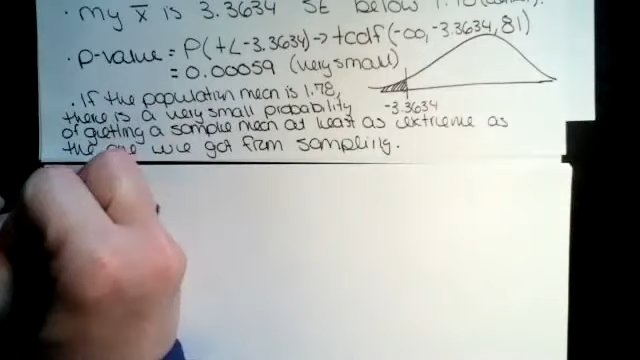 · My x̄ is 3.3634 SE below 1.78
· p-value = P(t<-3.3634) → tcdf(-∞, -3.3634, 81)
= 0.00059 (very small)
-3.3634
· If the population mean is 1.78,
there is a very small probability
of getting a sample mean at least as extreme as
the one we got from sampling.